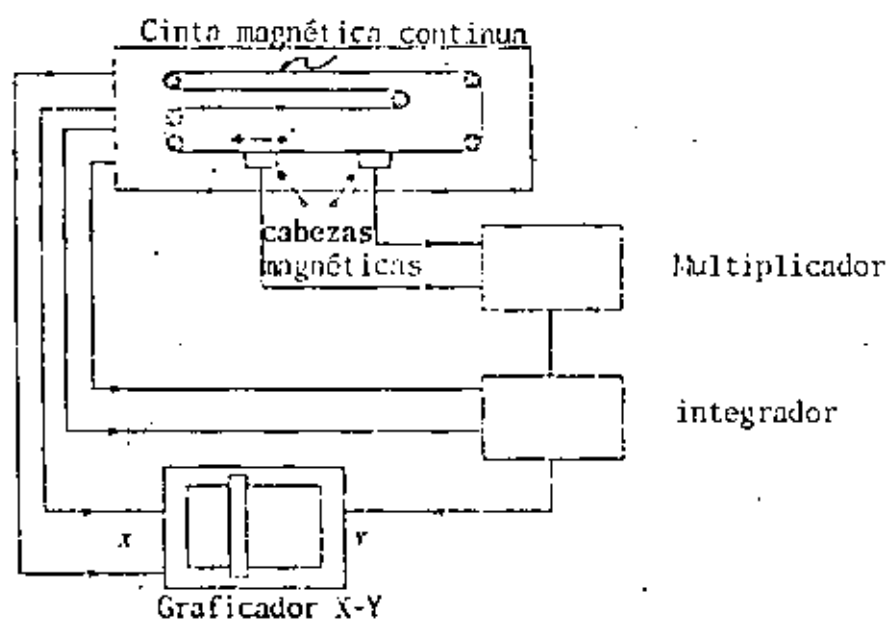 Cinta magnética continua
cabezas
magnéticas
Multiplicador
integrador
X
Y
Graficador X-Y